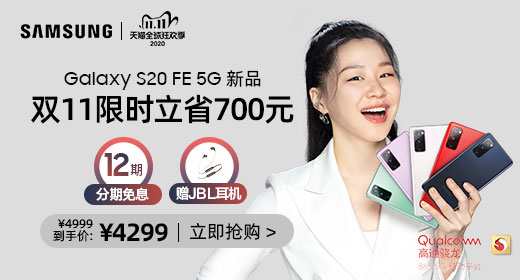 SAMSUNG
11.11
天猫全球狂欢季
2020
Galaxy S20 FE 5G 新品
双11限时立省700元
12期
分期免息
赠JBL耳机
¥4999
到手价: ¥4299 | 立即抢购 >
Qualcomm
高通骁龙